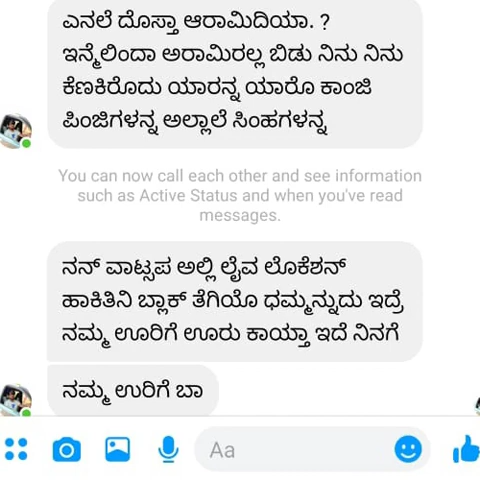 ಎನಲೆ ದೊಸ್ತಾ ಆರಾಮಿದಿಯಾ. ?
ಇನ್ಮೆಲಿಂದಾ ಅರಾಮಿರಲ್ಲ ಬಿಡು ನಿನು ನಿನು
ಕೆಣಕಿರೊದು ಯಾರನ್ನ ಯಾರೊ ಕಾಂಜಿ
ಪಿಂಜಿಗಳನ್ನ ಅಲ್ಲಾಲೆ ಸಿಂಹಗಳನ್ನ
You can now call each other and see information
such as Active Status and when you've read
messages.
ನನ್ ವಾಟ್ಸಪ ಅಲ್ಲಿ ಲೈವ ಲೊಕೆಶನ್
ಹಾಕಿತಿನಿ ಬ್ಲಾಕ್ ತೆಗಿಯೊ ಧಮ್ಮನ್ನುದು ಇದ್ರೆ
ನಮ್ಮ ಊರಿಗೆ ಊರು ಕಾಯ್ತಾ ಇದೆ ನಿನಗೆ
ನಮ್ಮ ಉರಿಗೆ ಬಾ
Aa